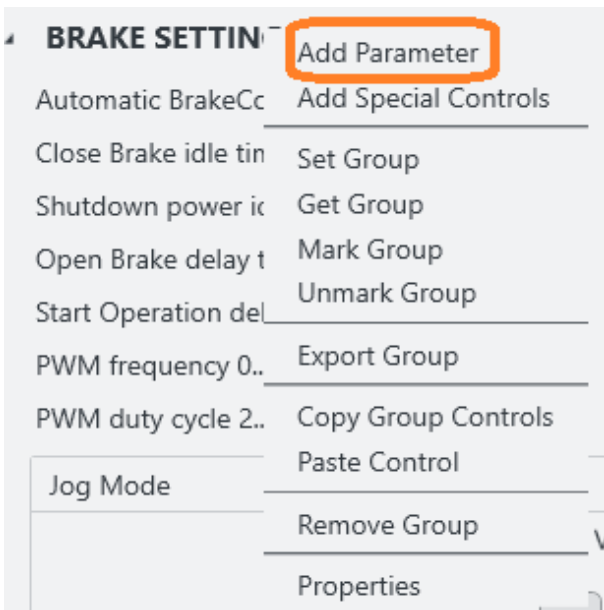 BRAKE SETTIN
Add Parameter
Automatic BrakeCo
Add Special Controls
Close Brake idle tin
Set Group
Shutdown power ic
Get Group
Open Brake delay t
Mark Group
Start Operation del
Unmark Group
PWM frequency 0..
Export Group
PWM duty cycle 2..
Copy Group Controls
Paste Control
Jog Mode
Remove Group
Properties